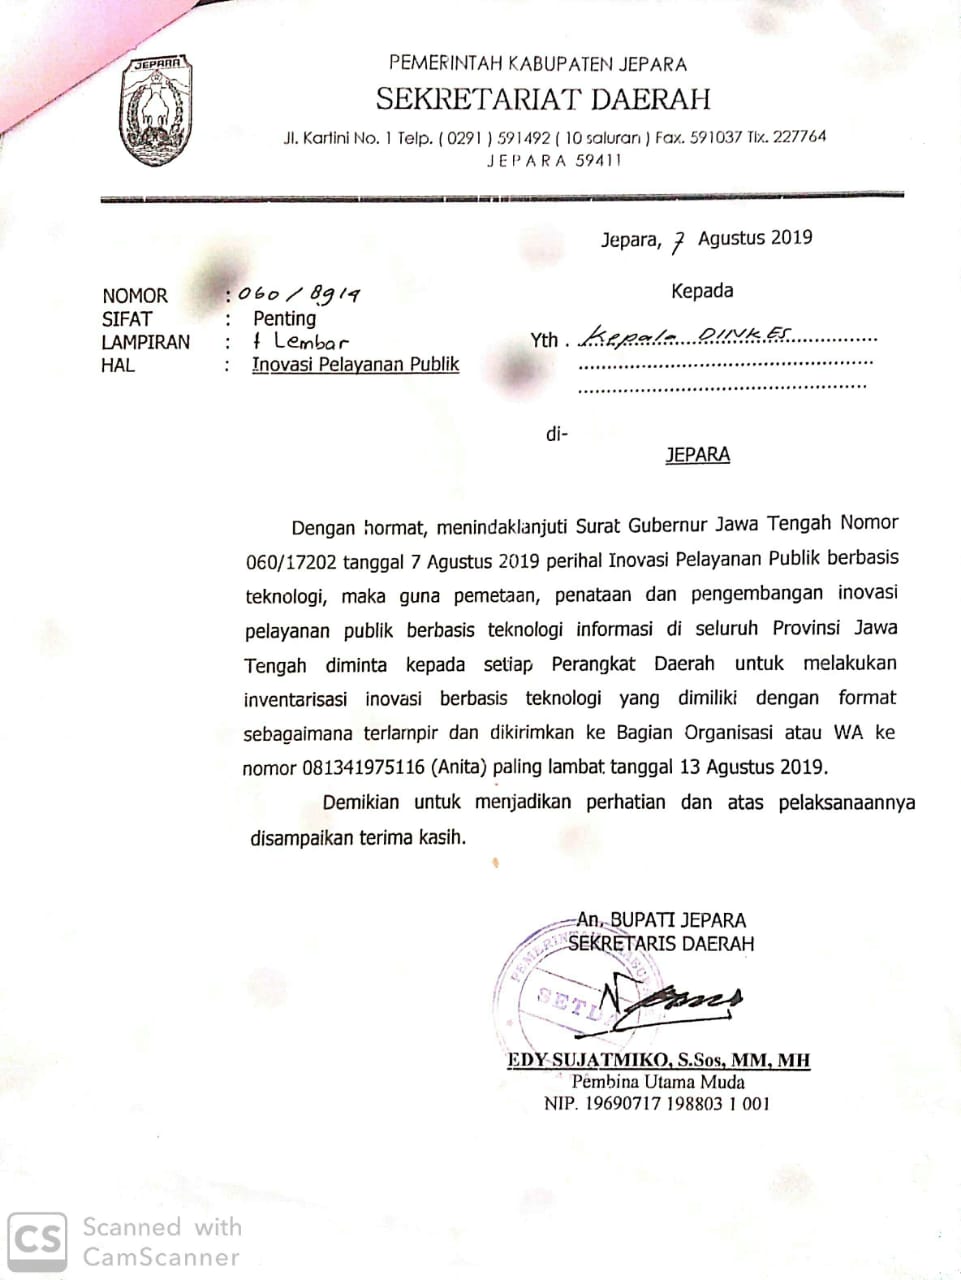 JEPARA
PEMERINTAH KABUPATEN JEPARA
SEKRETARIAT DAERAH
Jl. Kartini No. 1 Telp. ( 0291 ) 591492 ( 10 saluran ) Fax. 591037 Tlx. 227764
JEPARA 59411
Jepara, 7 Agustus 2019
Kepada
NOMOR : 060 / 8919
SIFAT : Penting
LAMPIRAN : 1 Lembar
HAL : Inovasi Pelayanan Publik
Yth . Kepala DINKES
di-
JEPARA
Dengan hormat, menindaklanjuti Surat Gubernur Jawa Tengah Nomor
060/17202 tanggal 7 Agustus 2019 perihal Inovasi Pelayanan Publik berbasis
teknologi, maka guna pemetaan, penataan dan pengembangan inovasi
pelayanan publik berbasis teknologi informasi di seluruh Provinsi Jawa
Tengah diminta kepada setiap Perangkat Daerah untuk melakukan
inventarisasi inovasi berbasis teknologi yang dimiliki dengan format
sebagaimana terlampir dan dikirimkan ke Bagian Organisasi atau WA ke
nomor 081341975116 (Anita) paling lambat tanggal 13 Agustus 2019.
Demikian untuk menjadikan perhatian dan atas pelaksanaannya
disampaikan terima kasih.
An. BUPATI JEPARA
SEKRETARIS DAERAH
SETDA
EDY SUJATMIKO, S.Sos, MM, MH
Pembina Utama Muda
NIP. 19690717 198803 1 001
CS Scanned with
CamScanner